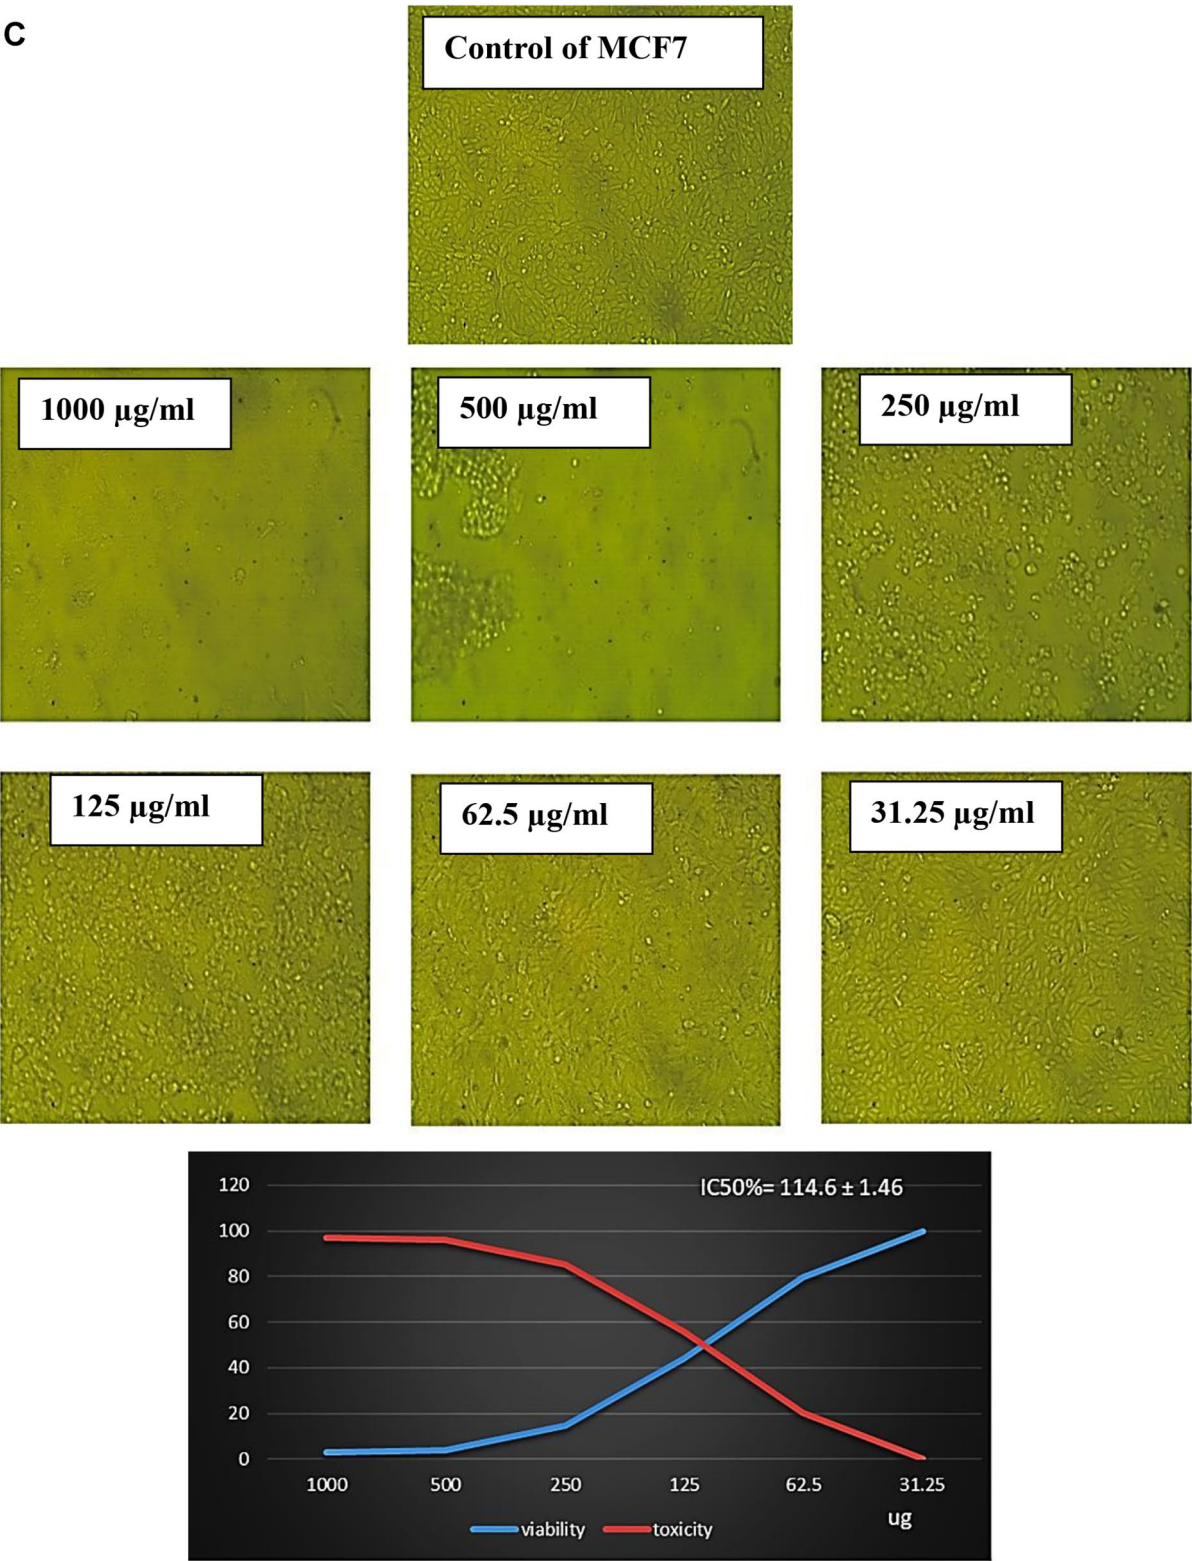 C
Control of MCF7
1000 µg/ml
500 µg/ml
250 µg/ml
125 µg/ml
62.5 µg/ml
31.25 µg/ml
IC50%= 114.6 ± 1.46
120
100
80
60
40
20
0
1000 500 250 125 62.5 31.25
ug
viability toxicity